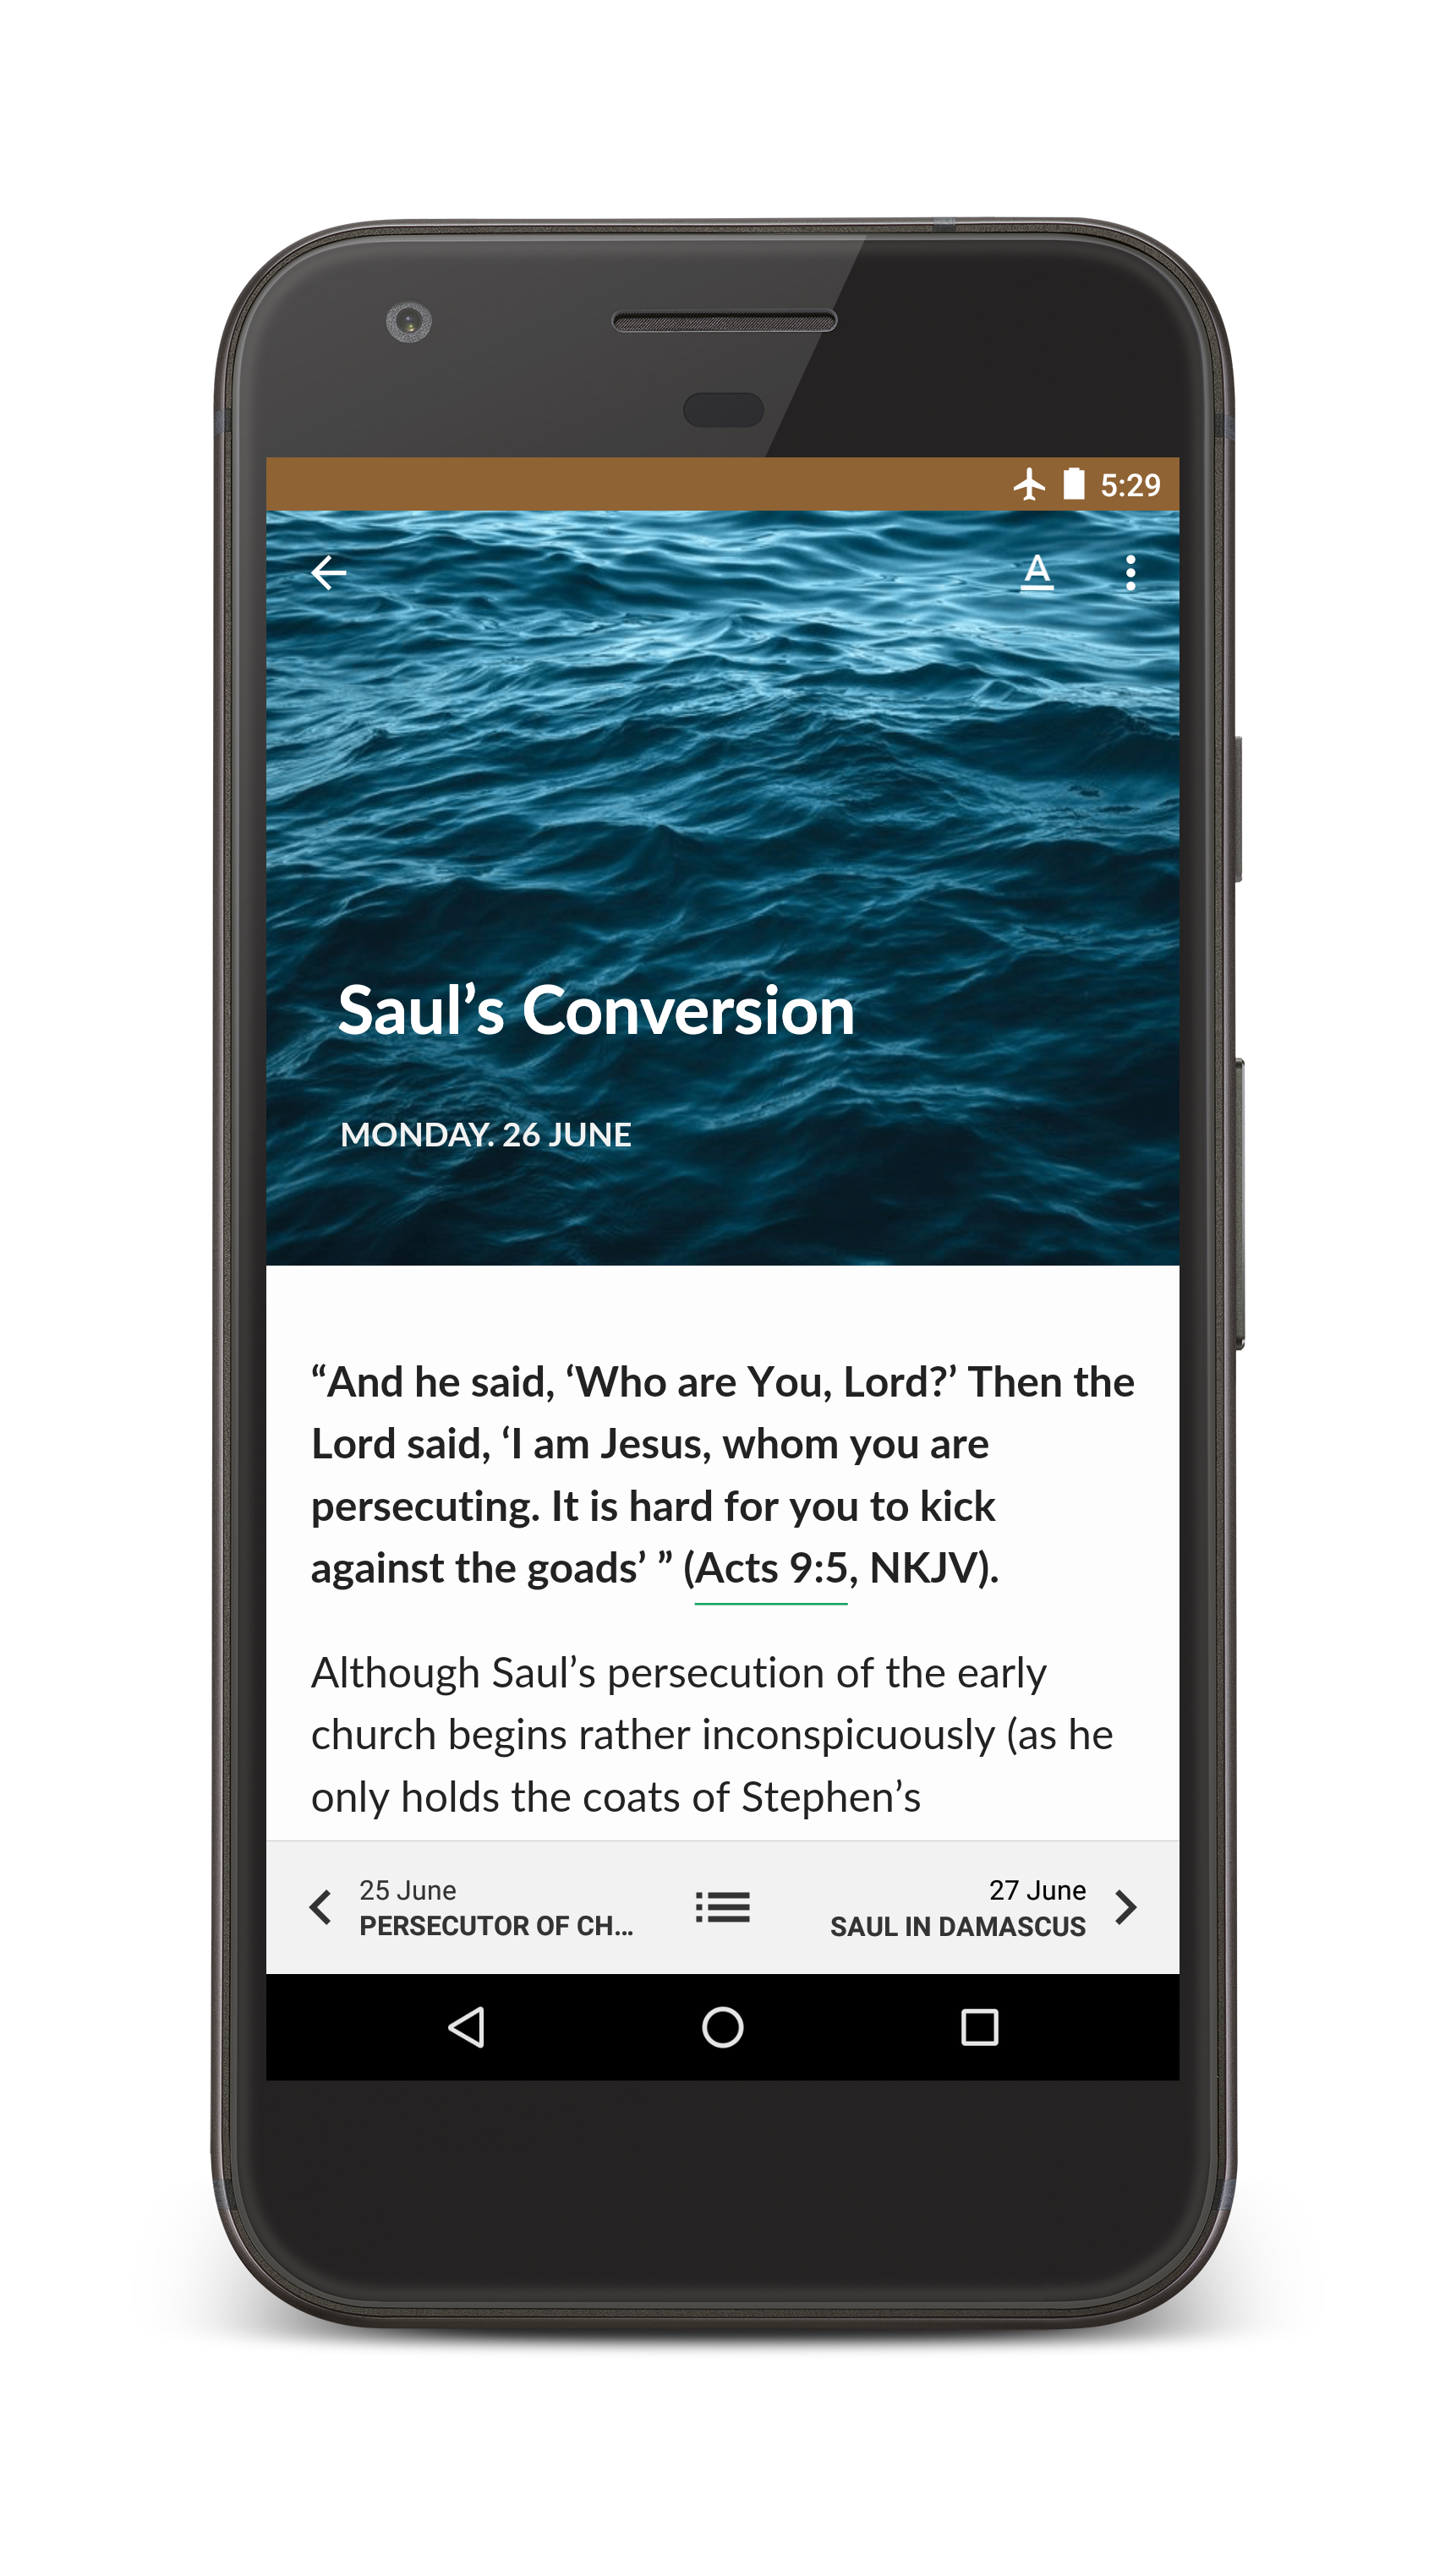 5:29
A
Saul’s Conversion
MONDAY. 26 JUNE
“And he said, ‘Who are You, Lord?’ Then the
Lord said, ‘I am Jesus, whom you are
persecuting. It is hard for you to kick
against the goads’ ” (Acts 9:5, NKJV).
Although Saul’s persecution of the early
church begins rather inconspicuously (as he
only holds the coats of Stephen’s
25 June
PERSECUTOR OF CH...
27 June
SAUL IN DAMASCUS